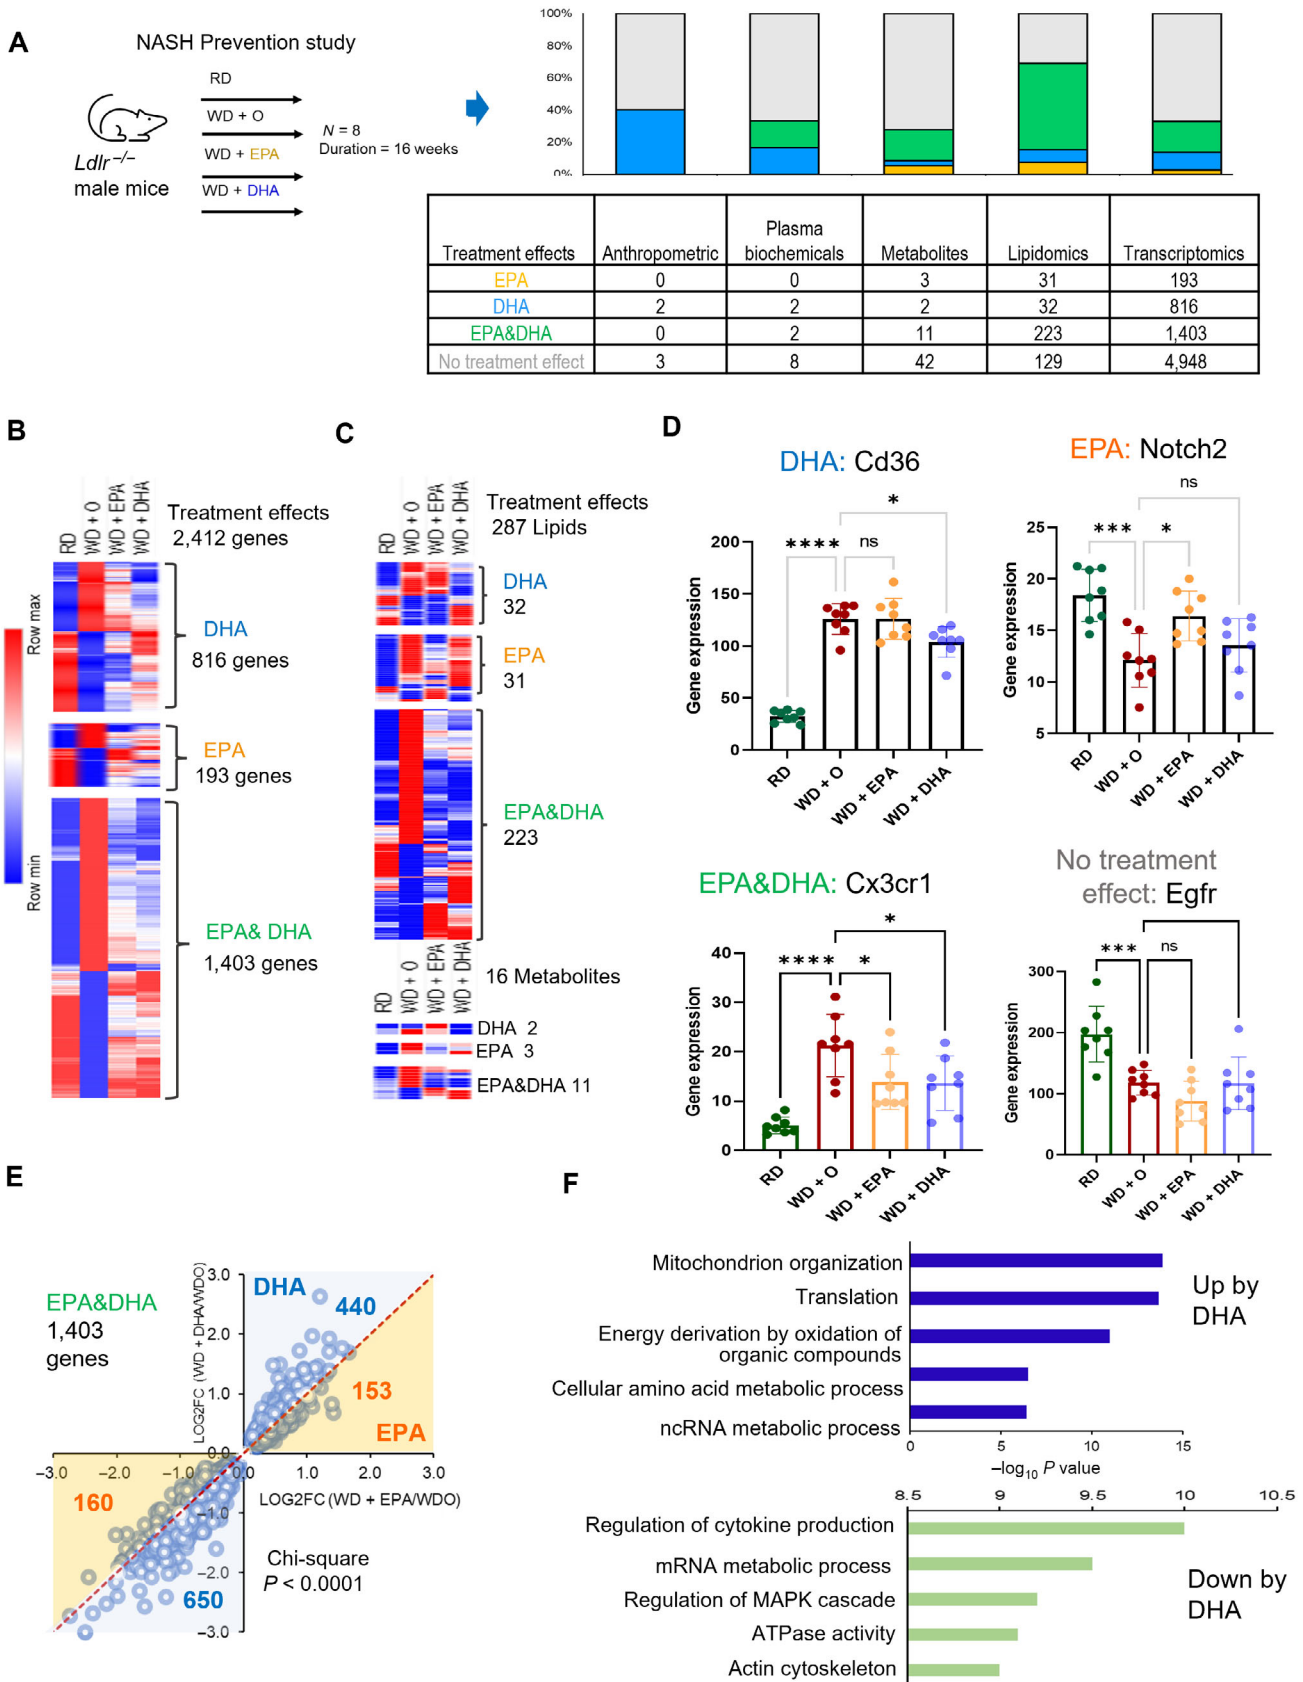 A
NASH Prevention study
RD
WD + O
WD + EPA
WD + DHA
Ldlr–/–
male mice
N = 8
Duration = 16 weeks
100%
80%
60%
40%
20%
0%
Treatment effects Anthropometric Plasma biochemicals Metabolites Lipidomics Transcriptomics
EPA 0 0 3 31 193
DHA 2 2 2 32 816
EPA&DHA 0 2 11 223 1,403
No treatment effect 3 8 42 129 4,948
B
RD
WD + O
WD + EPA
WD + DHA
Treatment effects
2,412 genes
Row max
Row min
DHA
816 genes
EPA
193 genes
EPA& DHA
1,403 genes
C
RD
WD + O
WD + EPA
WD + DHA
Treatment effects
287 Lipids
DHA
32
EPA
31
EPA&DHA
223
RD
WD + O
WD + EPA
WD + DHA
16 Metabolites
DHA 2
EPA 3
EPA&DHA 11
D
DHA: Cd36
*
**** ns
Gene expression
200
150
100
50
0
RD
WD + O
WD + EPA
WD + DHA
EPA: Notch2
ns
*** *
Gene expression
25
20
15
10
5
RD
WD + O
WD + EPA
WD + DHA
EPA&DHA: Cx3cr1
*
**** *
Gene expression
40
30
20
10
0
RD
WD + O
WD + EPA
WD + DHA
No treatment
effect: Egfr
*** ns
Gene expression
300
200
100
0
RD
WD + O
WD + EPA
WD + DHA
E
EPA&DHA
1,403
genes
LOG2FC (WD + DHA/WDO)
3.0
2.0
1.0
0.0
DHA
440
153
EPA
–3.0 –2.0 –1.0 0.0 1.0 2.0 3.0
LOG2FC (WD + EPA/WDO)
160
–1.0
–2.0
–3.0
650
Chi-square
P < 0.0001
F
Mitochondrion organization
Translation
Energy derivation by oxidation of
organic compounds
Cellular amino acid metabolic process
ncRNA metabolic process
0 5 10 15
–log10 P value
Up by
DHA
8.5 9 9.5 10 10.5
Regulation of cytokine production
mRNA metabolic process
Regulation of MAPK cascade
ATPase activity
Actin cytoskeleton
Down by
DHA